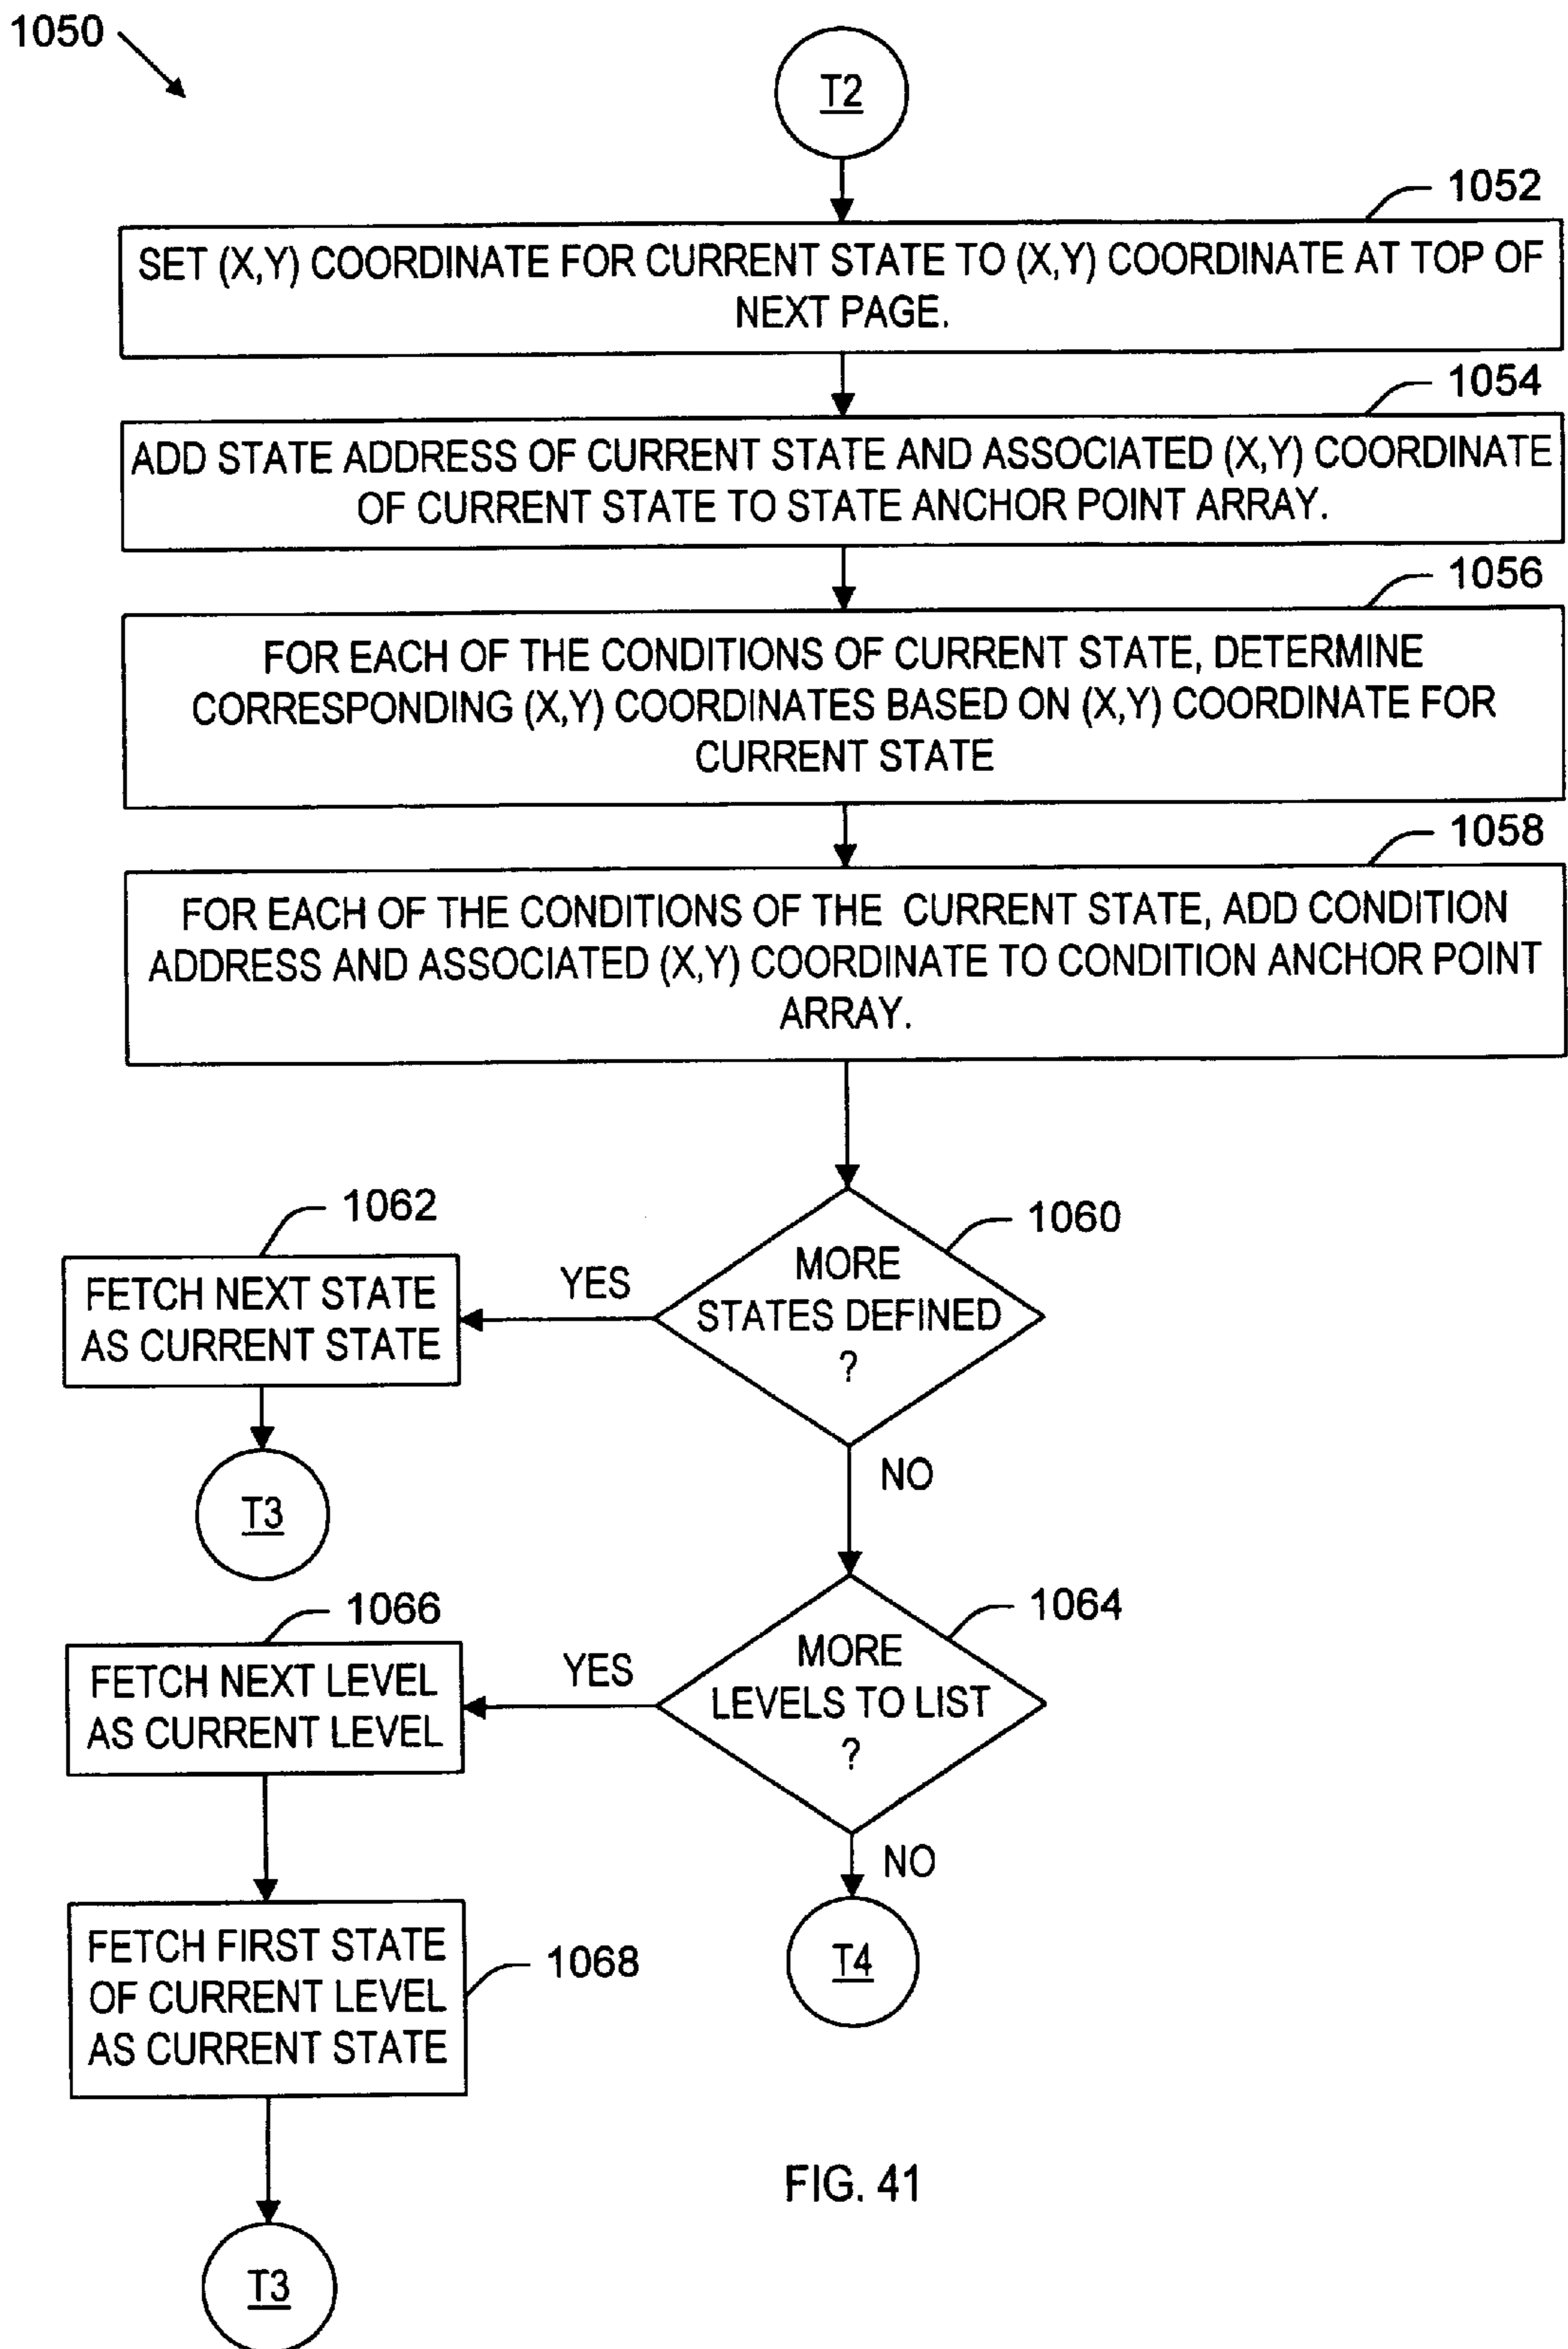 1050
T2
1052
SET (X,Y) COORDINATE FOR CURRENT STATE TO (X,Y) COORDINATE AT TOP OF
NEXT PAGE.
1054
ADD STATE ADDRESS OF CURRENT STATE AND ASSOCIATED (X,Y) COORDINATE
OF CURRENT STATE TO STATE ANCHOR POINT ARRAY.
1056
FOR EACH OF THE CONDITIONS OF CURRENT STATE, DETERMINE
CORRESPONDING (X,Y) COORDINATES BASED ON (X,Y) COORDINATE FOR
CURRENT STATE
1058
FOR EACH OF THE CONDITIONS OF THE CURRENT STATE, ADD CONDITION
ADDRESS AND ASSOCIATED (X,Y) COORDINATE TO CONDITION ANCHOR POINT
ARRAY.
1060
MORE
STATES DEFINED
?
YES
1062
FETCH NEXT STATE
AS CURRENT STATE
T3
NO
1064
MORE
LEVELS TO LIST
?
YES
1066
FETCH NEXT LEVEL
AS CURRENT LEVEL
NO
T4
1068
FETCH FIRST STATE
OF CURRENT LEVEL
AS CURRENT STATE
T3
FIG. 41